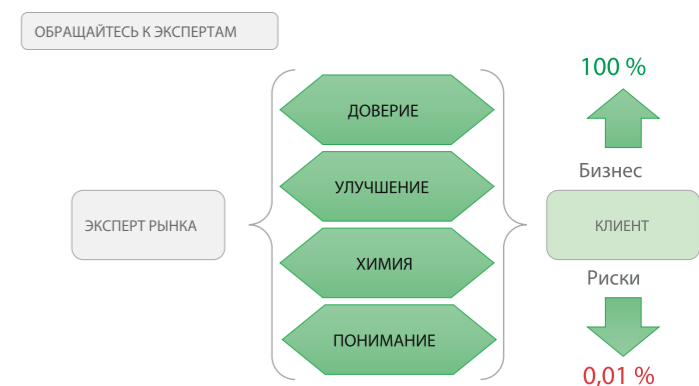 ОБРАЩАЙТЕСЬ К ЭКСПЕРТАМ
100 %
ДОВЕРИЕ
УЛУЧШЕНИЕ
Бизнес
ЭКСПЕРТ РЫНКА
КЛИЕНТ
ХИМИЯ
Риски
ПОНИМАНИЕ
0,01 %